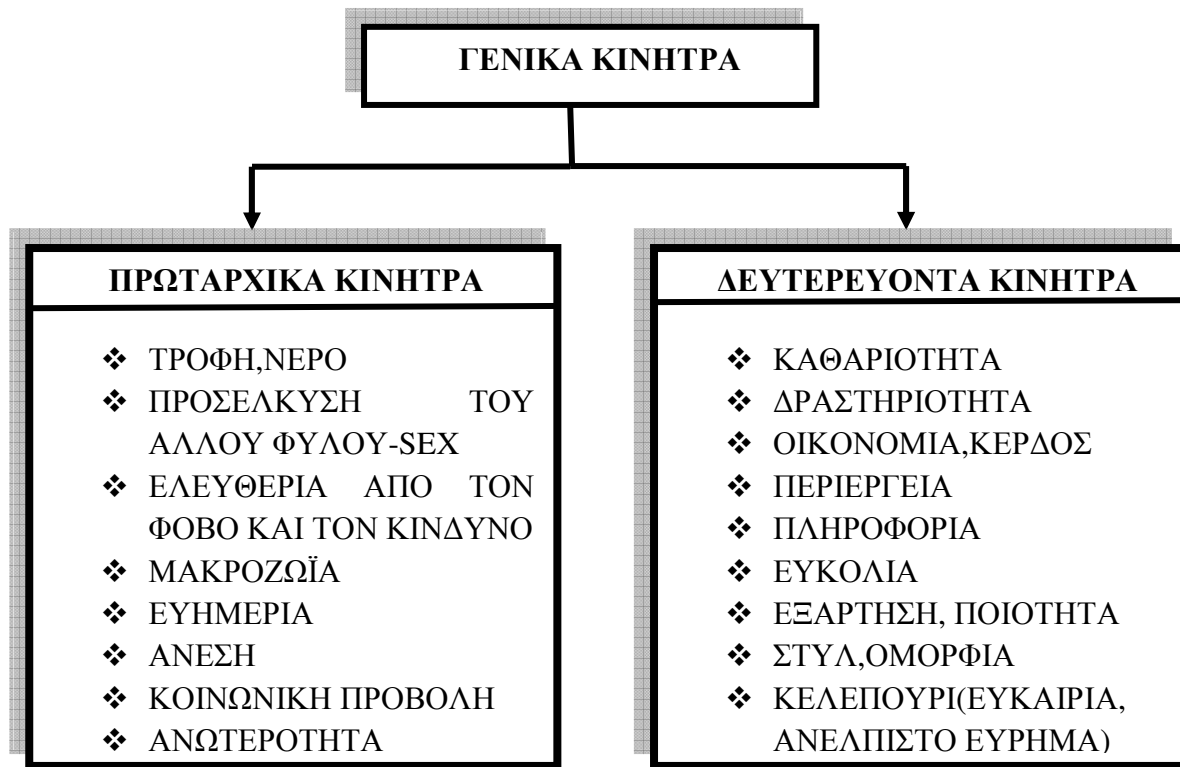 ΓΕΝΙΚΑ ΚΙΝΗΤΡΑ
ΠΡΩΤΑΡΧΙΚΑ ΚΙΝΗΤΡΑ
❖ ΤΡΟΦΗ,ΝΕΡΟ
❖ ΠΡΟΣΕΛΚΥΣΗ ΤΟΥ
ΑΛΛΟΥ ΦΥΛΟΥ-SEX
❖ ΕΛΕΥΘΕΡΙΑ ΑΠΟ ΤΟΝ
ΦΟΒΟ ΚΑΙ ΤΟΝ ΚΙΝΔΥΝΟ
❖ ΜΑΚΡΟΖΩΪΑ
❖ ΕΥΗΜΕΡΙΑ
❖ ΑΝΕΣΗ
❖ ΚΟΙΝΩΝΙΚΗ ΠΡΟΒΟΛΗ
❖ ΑΝΩΤΕΡΟΤΗΤΑ
ΔΕΥΤΕΡΕΥΟΝΤΑ ΚΙΝΗΤΡΑ
❖ ΚΑΘΑΡΙΟΤΗΤΑ
❖ ΔΡΑΣΤΗΡΙΟΤΗΤΑ
❖ ΟΙΚΟΝΟΜΙΑ,ΚΕΡΔΟΣ
❖ ΠΕΡΙΕΡΓΕΙΑ
❖ ΠΛΗΡΟΦΟΡΙΑ
❖ ΕΥΚΟΛΙΑ
❖ ΕΞΑΡΤΗΣΗ, ΠΟΙΟΤΗΤΑ
❖ ΣΤΥΛ,ΟΜΟΡΦΙΑ
❖ ΚΕΛΕΠΟΥΡΙ(ΕΥΚΑΙΡΙΑ,
ΑΝΕΛΠΙΣΤΟ ΕΥΡΗΜΑ)